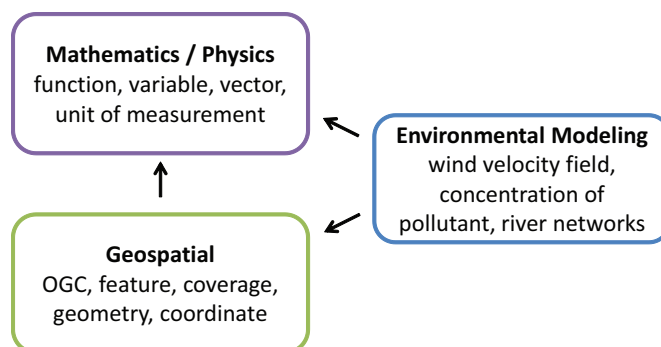 Mathematics / Physics
function, variable, vector,
unit of measurement
Environmental Modeling
wind velocity field,
concentration of
pollutant, river networks
Geospatial
OGC, feature, coverage,
geometry, coordinate